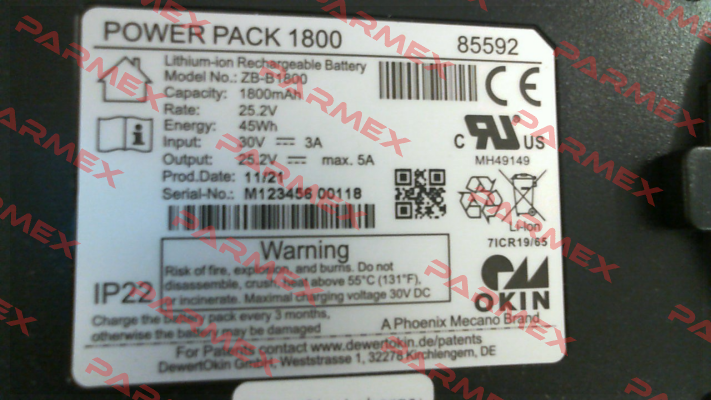 POWER PACK 1800 85592
Lithium-ion Rechargeable Battery
Model No.: ZB-B1800
Capacity: 1800mAh
Rate: 25.2V
Energy: 45Wh
Input: 30V 3A
Output: 25.2V max. 5A
Prod.Date: 11/21
Serial-No.: M123456 00118
CE
C RU US
MH49149
Li-Ion
7ICR19/65
Warning
Risk of fire, explosion, and burns. Do not
disassemble, crush, heat above 55°C (131°F),
or incinerate. Maximal charging voltage 30V DC
IP22
OKIN
Charge the battery pack every 3 months,
otherwise the battery may be damaged
A Phoenix Mecano Brand
For Patents contact www.dewertokin.de/patents
DewertOkin GmbH, Weststrasse 1, 32278 Kirchlengern, DE
PARMEX